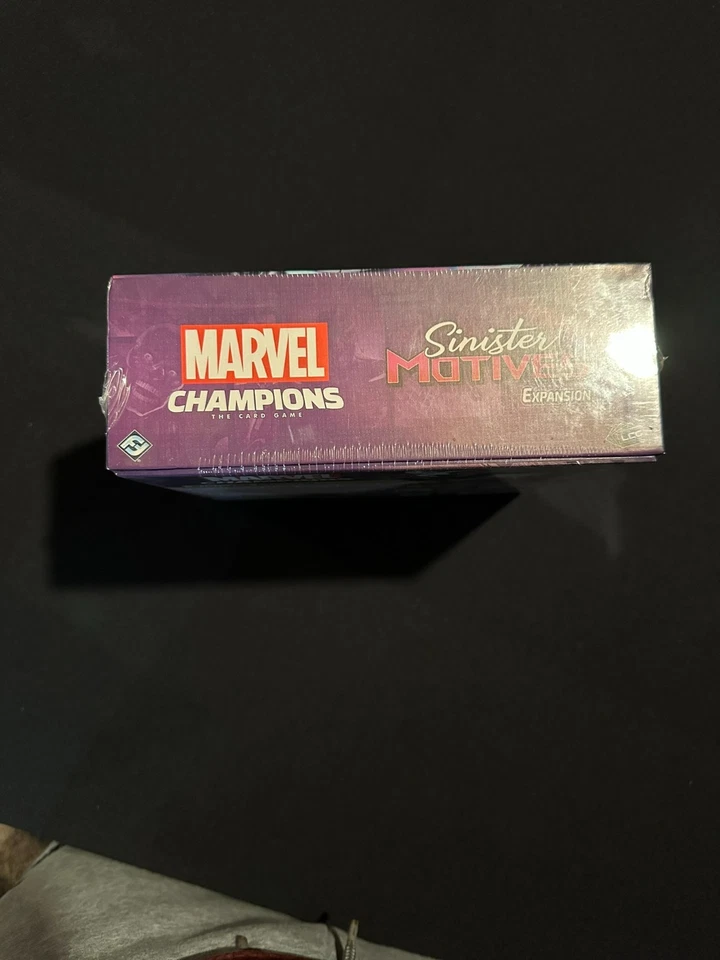 MARVEL
CHAMPIONS
THE CARD GAME
Sinister
MOTIVES
EXPANSION